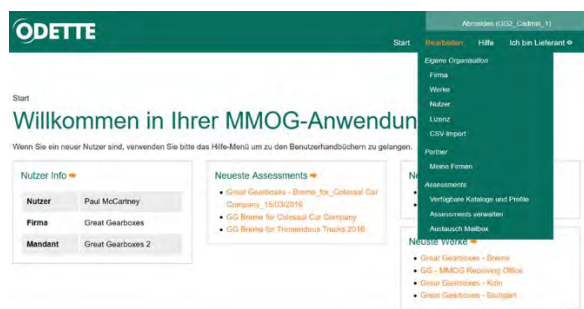 ODETTE
Abmelden (GG2_Cadmin_1)
Start Bearbeiten Hilfe Ich bin Lieferant
Eigene Organisation
Firma
Werke
Nutzer
Lizenz
CSV-Import
Partner
Meine Firmen
Assessments
Verfügbare Kataloge und Profile
Assessments verwalten
Austausch Mailbox
Start
Willkommen in Ihrer MMOG-Anwendun
Wenn Sie ein neuer Nutzer sind, verwenden Sie bitte das Hilfe-Menü um zu den Benutzerhandbüchern zu gelangen.
Nutzer Info
Nutzer Paul McCartney
Firma Great Gearboxes
Mandant Great Gearboxes 2
Neueste Assessments
Great Gearboxes - Breme_for_Colossal Car
Company_15/03/2016
GG Breme for Colossal Car Company
GG Breme for Tremendous Trucks 2016
Ne
Neuste Werke
Great Gearboxes - Breme
GG - MMOG Receiving Office
Great Gearboxes - Koln
Great Gearboxes - Stuttgart